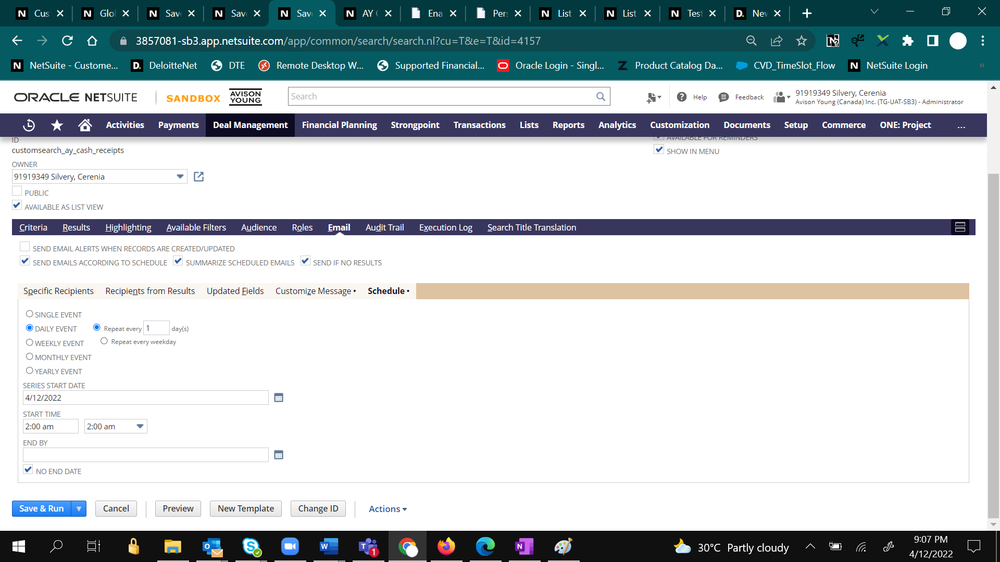 Cus
Glo
Save
Save
Save
AY
Ena
Pers
List
List
Test
Nev
3857081-sb3.app.netsuite.com/app/common/search/search.nl?cu=T&e=T&id=4157
NetSuite - Custome...
DeloitteNet
DTE
Remote Desktop W...
Supported Financial...
Oracle Login - Singl...
Product Catalog Da...
CVD_TimeSlot_Flow
NetSuite Login
ORACLE NETSUITE
SANDBOX
AVISON YOUNG
Search
Help
Feedback
91919349 Silvery, Cerenia
Avison Young (Canada) Inc. (TG-UAT-SB3) - Administrator
Activities
Payments
Deal Management
Financial Planning
Strongpoint
Transactions
Lists
Reports
Analytics
Customization
Documents
Setup
Commerce
ONE: Project
...
ID
AVAILABLE FOR REMINDERS
customsearch_ay_cash_receipts
SHOW IN MENU
OWNER
91919349 Silvery, Cerenia
PUBLIC
AVAILABLE AS LIST VIEW
Criteria
Results
Highlighting
Available Filters
Audience
Roles
Email
Audit Trail
Execution Log
Search Title Translation
SEND EMAIL ALERTS WHEN RECORDS ARE CREATED/UPDATED
SEND EMAILS ACCORDING TO SCHEDULE
SUMMARIZE SCHEDULED EMAILS
SEND IF NO RESULTS
Specific Recipients
Recipients from Results
Updated Fields
Customize Message •
Schedule •
SINGLE EVENT
DAILY EVENT
Repeat every 1 day(s)
WEEKLY EVENT
Repeat every weekday
MONTHLY EVENT
YEARLY EVENT
SERIES START DATE
4/12/2022
START TIME
2:00 am
2:00 am
END BY
NO END DATE
Save & Run
Cancel
Preview
New Template
Change ID
Actions
30°C Partly cloudy
9:07 PM
4/12/2022